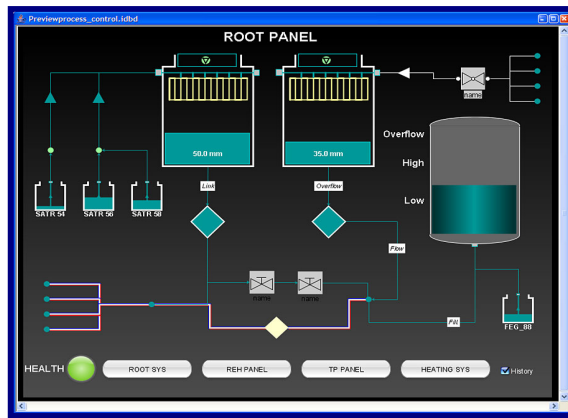 Previewprocess_control.idbd
ROOT PANEL
name
50.0 mm
35.0 mm
Overflow
High
Low
Link
Overflow
SATR 54
SATR 56
SATR 58
Flow
name
name
Fill
FEG_88
HEALTH
ROOT SYS
REH PANEL
TP PANEL
HEATING SYS
History